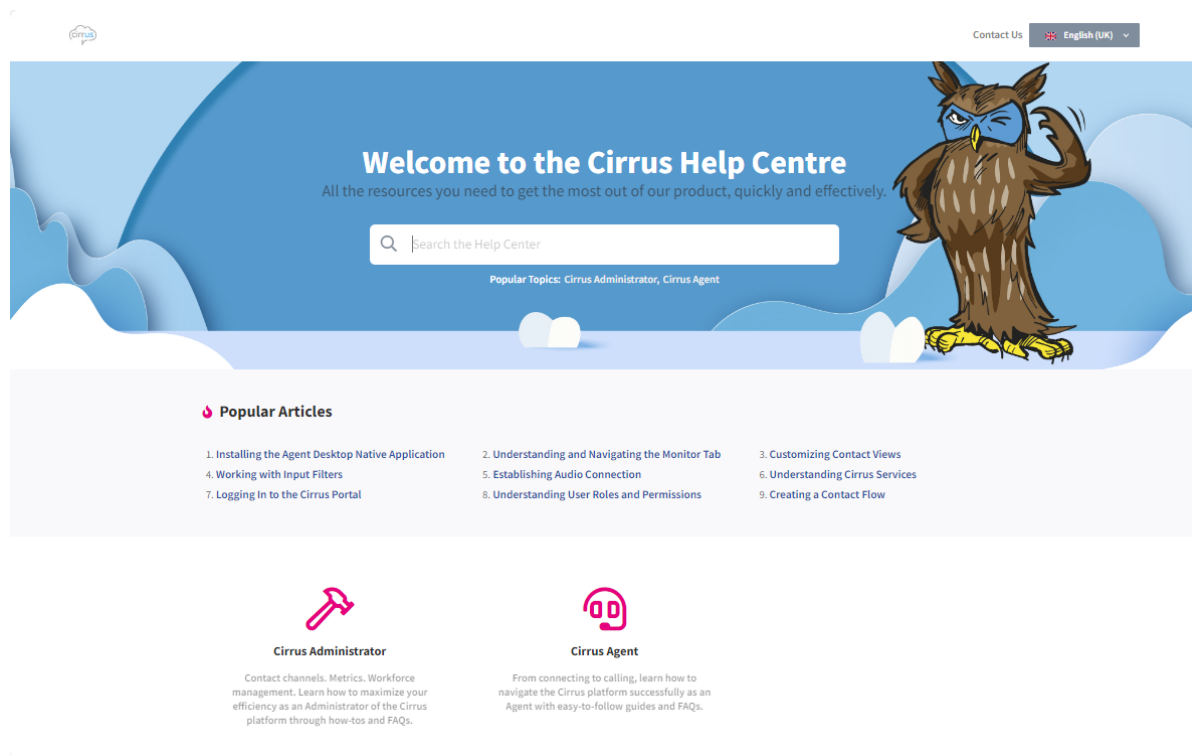 cirrus
Contact Us
English (UK)
Welcome to the Cirrus Help Centre
All the resources you need to get the most out of our product, quickly and effectively.
Search the Help Center
Popular Topics: Cirrus Administrator, Cirrus Agent
Popular Articles
1. Installing the Agent Desktop Native Application
2. Understanding and Navigating the Monitor Tab
3. Customizing Contact Views
4. Working with Input Filters
5. Establishing Audio Connection
6. Understanding Cirrus Services
7. Logging In to the Cirrus Portal
8. Understanding User Roles and Permissions
9. Creating a Contact Flow
Cirrus Administrator
Contact channels. Metrics. Workforce
management. Learn how to maximize your
efficiency as an Administrator of the Cirrus
platform through how-tos and FAQs.
Cirrus Agent
From connecting to calling, learn how to
navigate the Cirrus platform successfully as an
Agent with easy-to-follow guides and FAQs.